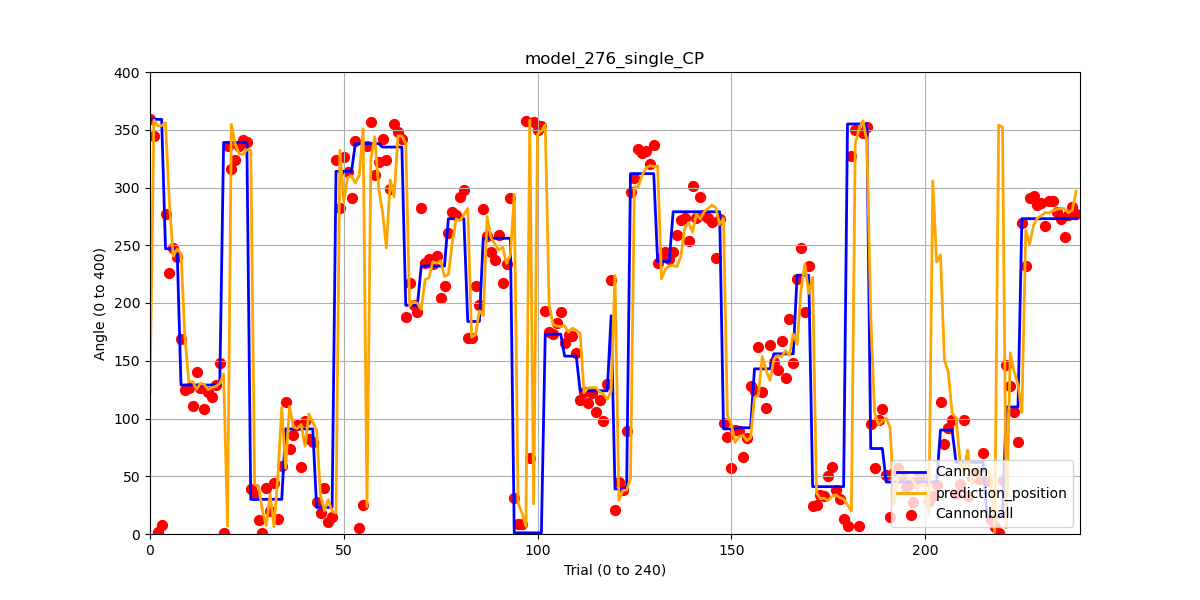 model_276_single_CP
400
350
300
250
200
150
100
50
0
Angle (0 to 400)
0
50
100
150
200
Trial (0 to 240)
Cannon
prediction_position
Cannonball